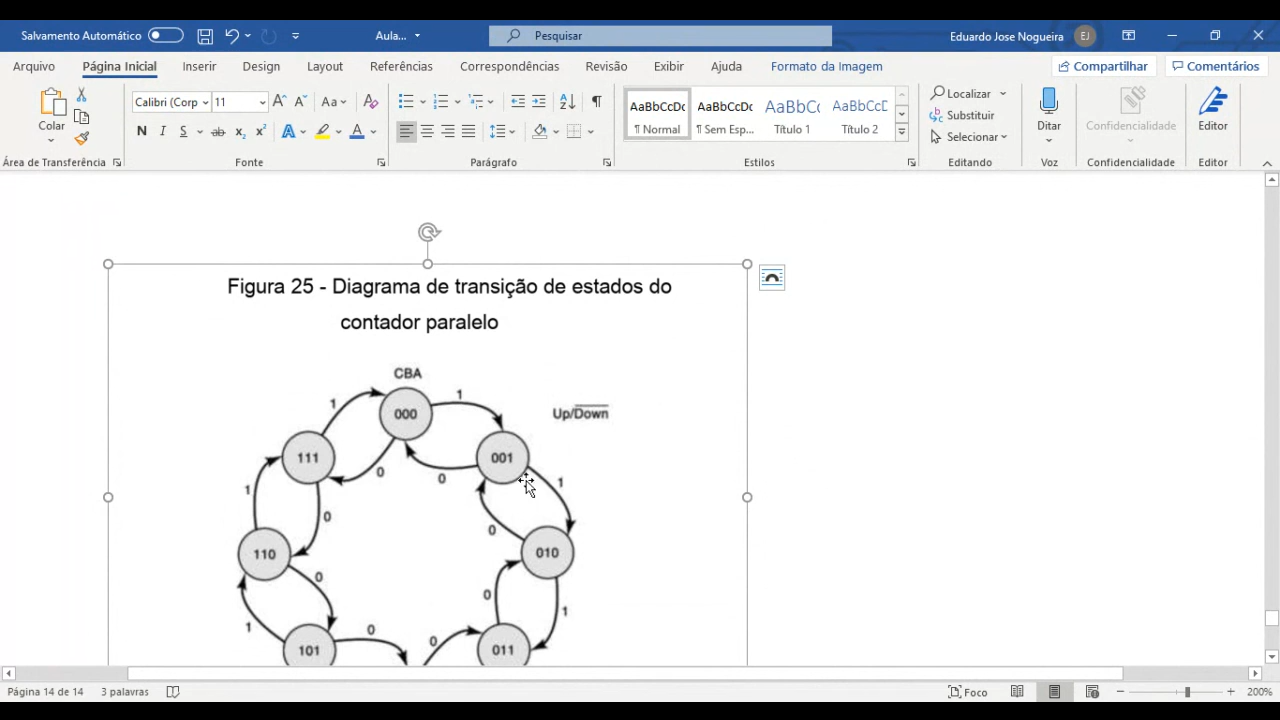 Salvamento Automático
Aula...
Pesquisar
Eduardo Jose Nogueira
EJ
Arquivo
Página Inicial
Inserir
Design
Layout
Referências
Correspondências
Revisão
Exibir
Ajuda
Formato da Imagem
Compartilhar
Comentários
Colar
Área de Transferência
Calibri (Corp
11
Aa
N I S ab x₂ x² A A
Fonte
Parágrafo
AaBbCcDc
¶ Normal
AaBbCcDc
¶ Sem Esp...
AaBbC(
Título 1
AaBbCcD
Título 2
Estilos
Localizar
Substituir
Selecionar
Editando
Ditar
Voz
Confidencialidade
Confidencialidade
Editor
Editor
Figura 25 - Diagrama de transição de estados do
contador paralelo
CBA
Up/Down
000
1
1
111
001
0
0
1
1
0
0
110
010
0
0
1
1
101
0
0
011
Página 14 de 14
3 palavras
Foco
200%